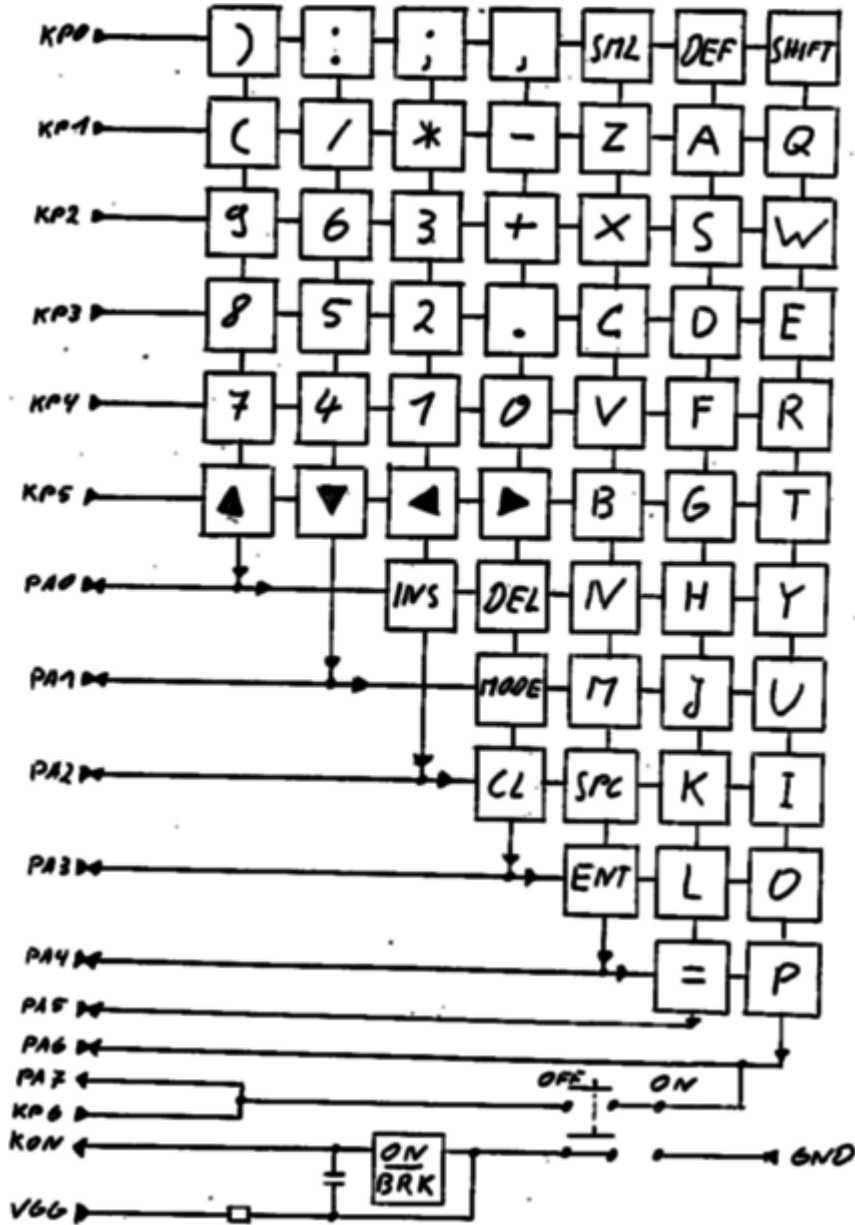 KP0 ) : ; , SML DEF SHIFT
KP1 ( / * - Z A Q
KP2 9 6 3 + X S W
KP3 8 5 2 . C D E
KP4 7 4 1 0 V F R
KP5 ▲ ▼ ◀ ▶ B G T
PA0 INS DEL N H Y
PA1 MODE M J U
PA2 CL SPC K I
PA3 ENT L O
PA4 = P
PA5
PA6
PA7 OFF ON
KP6
KON ON BRK GND
VGG